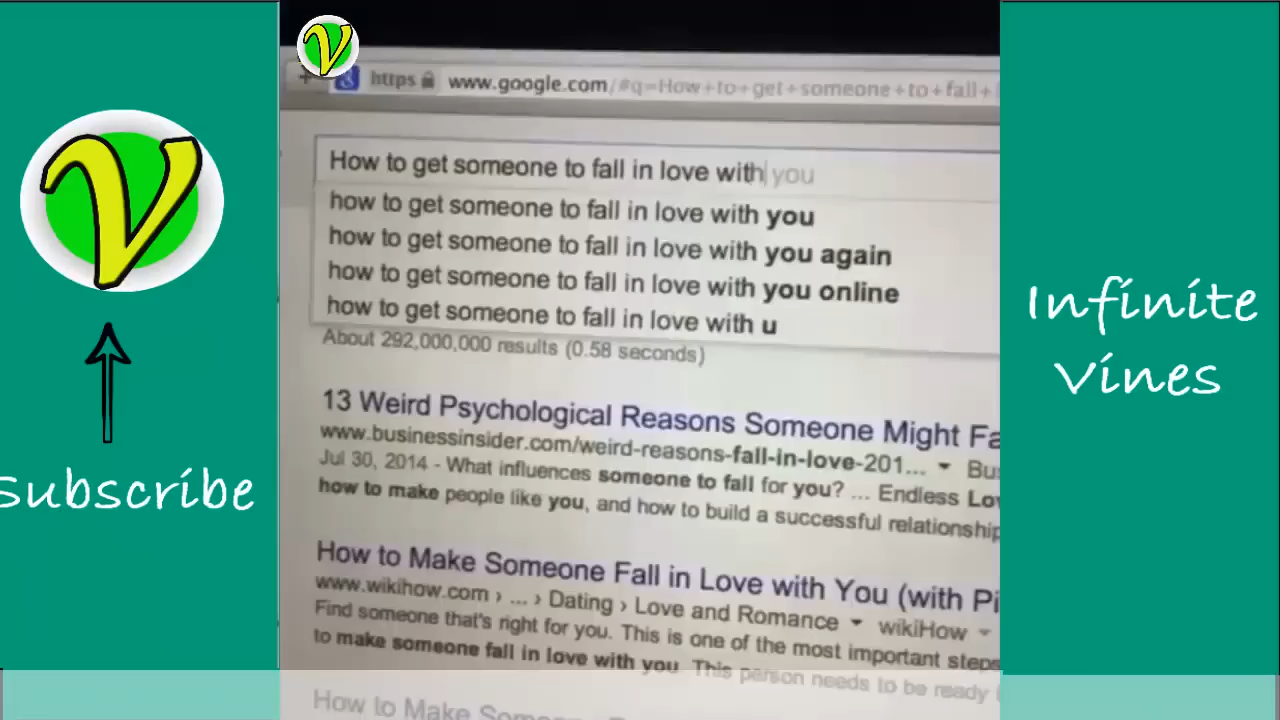 V
https www.google.com/#q=How+to+get+someone+to+fall+
How to get someone to fall in love with you
how to get someone to fall in love with you
how to get someone to fall in love with you again
how to get someone to fall in love with you online
how to get someone to fall in love with u
About 292,000,000 results (0.58 seconds)
13 Weird Psychological Reasons Someone Might Fa
www.businessinsider.com/weird-reasons-fall-in-love-201... Bus
Jul 30, 2014 - What influences someone to fall for you? ... Endless Lov
how to make people like you, and how to build a successful relationship
How to Make Someone Fall in Love with You (with Pi
www.wikihow.com › ... › Dating › Love and Romance wikiHow
Find someone that's right for you. This is one of the most important steps
to make someone fall in love with you. This person needs to be ready
How to Make
V
Subscribe
Infinite
Vines